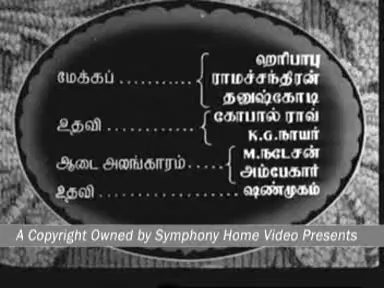 ஹரிபாபு
மேக்கப் ........... ராமச்சந்திரன்
தனுஷ்கோடி
உதவி ............ கோபால் ராவ்
K.G.நாயர்
ஆடை அலங்காரம் ..... M.நடேசன்
அம்பேகார்
உதவி ................. ஷண்முகம்
A Copyright Owned by Symphony Home Video Presents